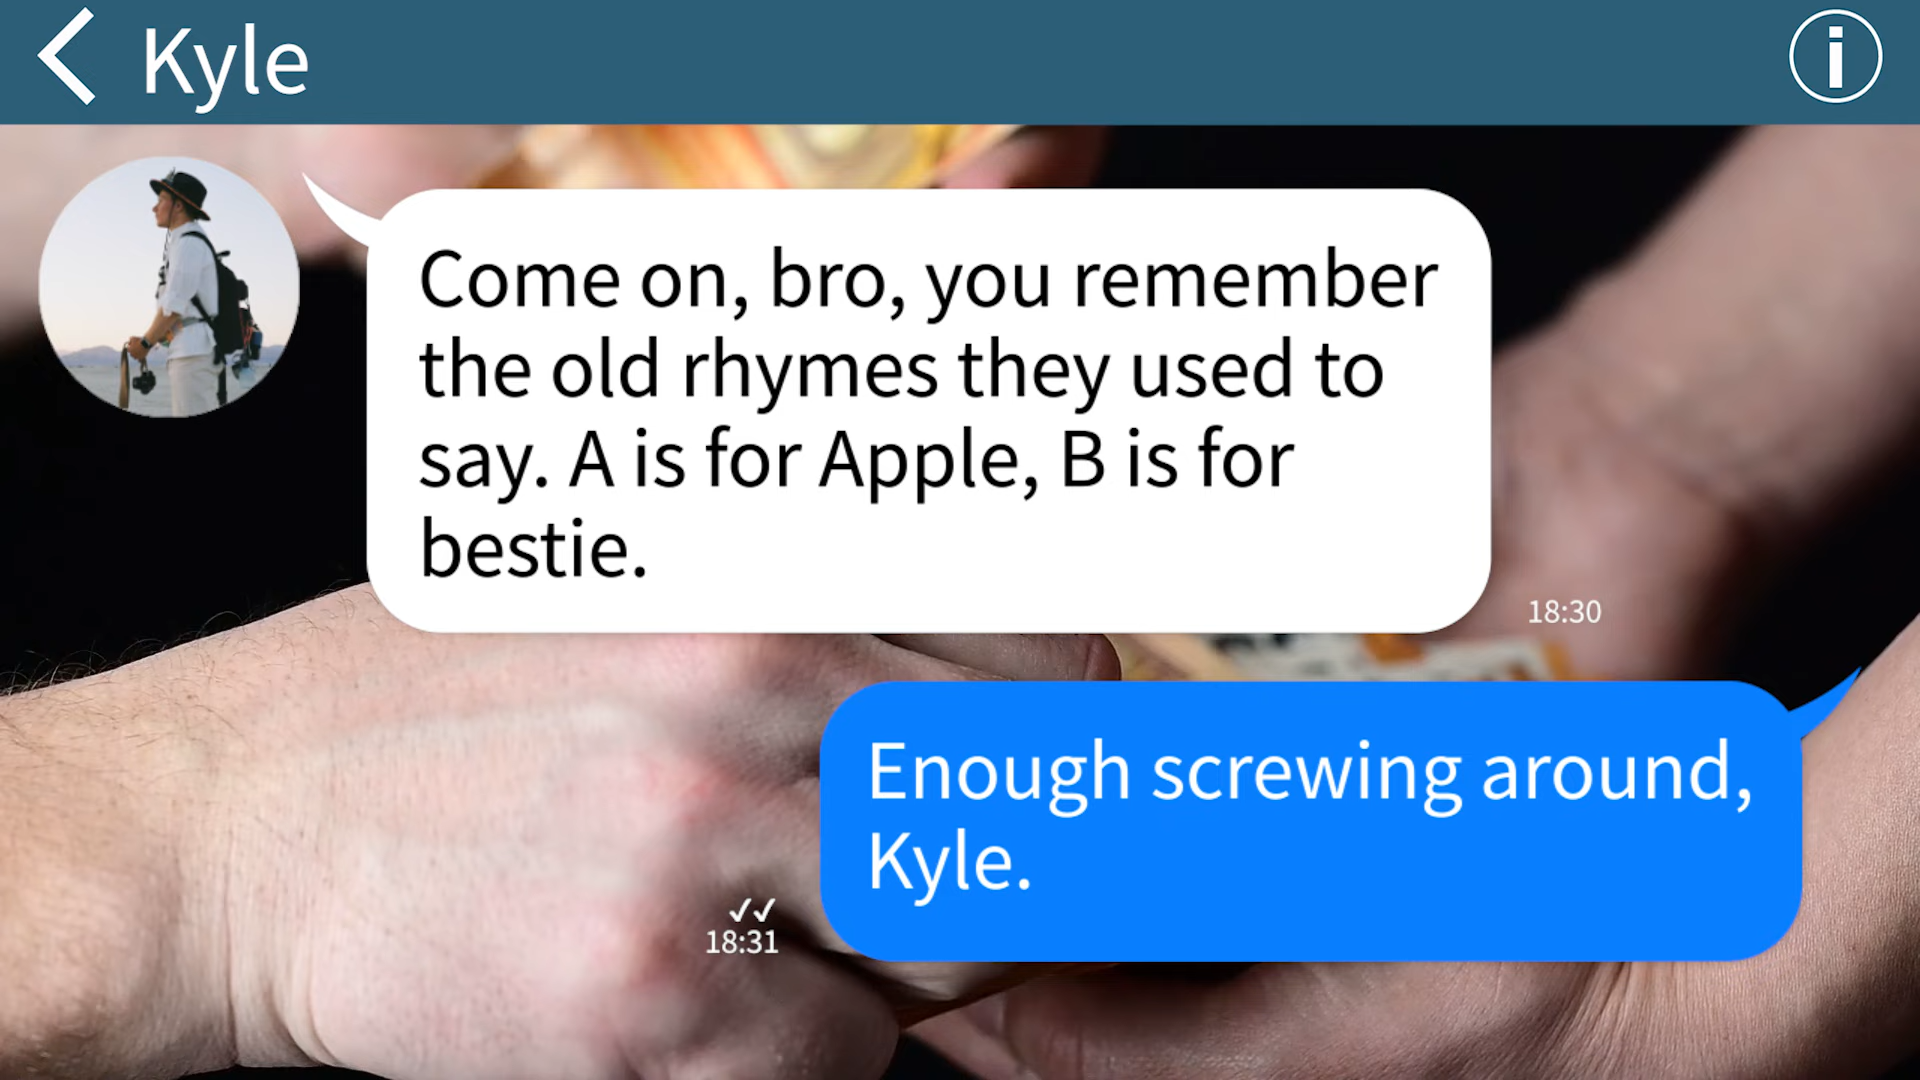 Kyle
Come on, bro, you remember
the old rhymes they used to
say. A is for Apple, B is for
bestie.
18:30
Enough screwing around,
Kyle.
18:31